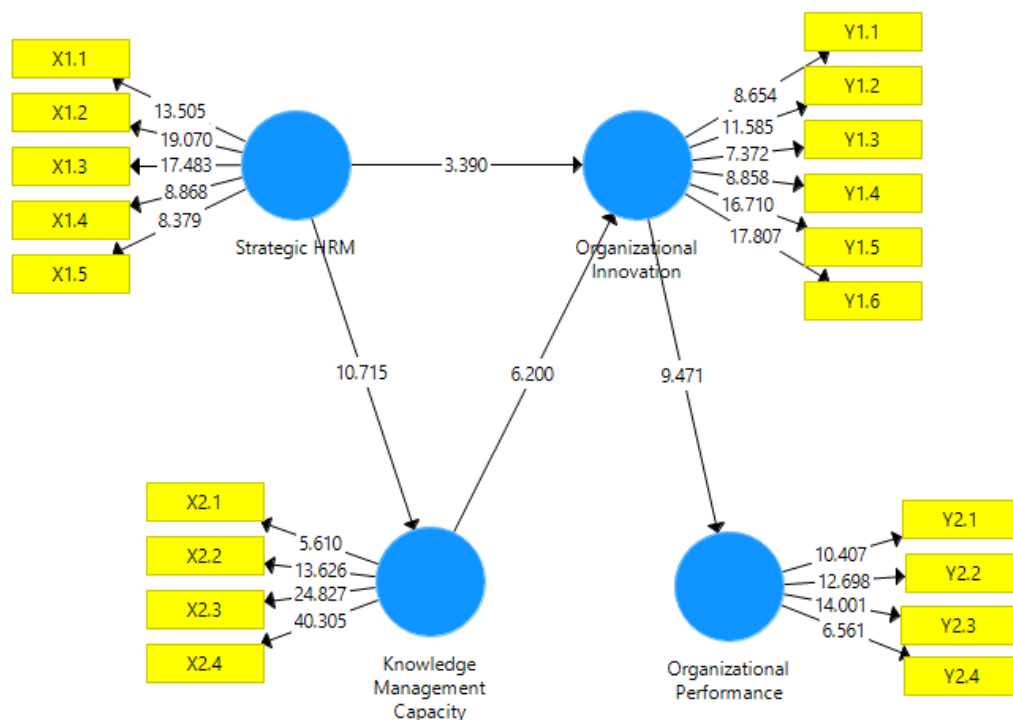 X1.1
X1.2
X1.3
X1.4
X1.5
13.505
19.070
17.483
8.868
8.379
Strategic HRM
3.390
Organizational
Innovation
8.654
11.585
7.372
8.858
16.710
17.807
Y1.1
Y1.2
Y1.3
Y1.4
Y1.5
Y1.6
10.715
6.200
9.471
X2.1
X2.2
X2.3
X2.4
5.610
13.626
24.827
40.305
Knowledge
Management
Capacity
Organizational
Performance
10.407
12.698
14.001
6.561
Y2.1
Y2.2
Y2.3
Y2.4